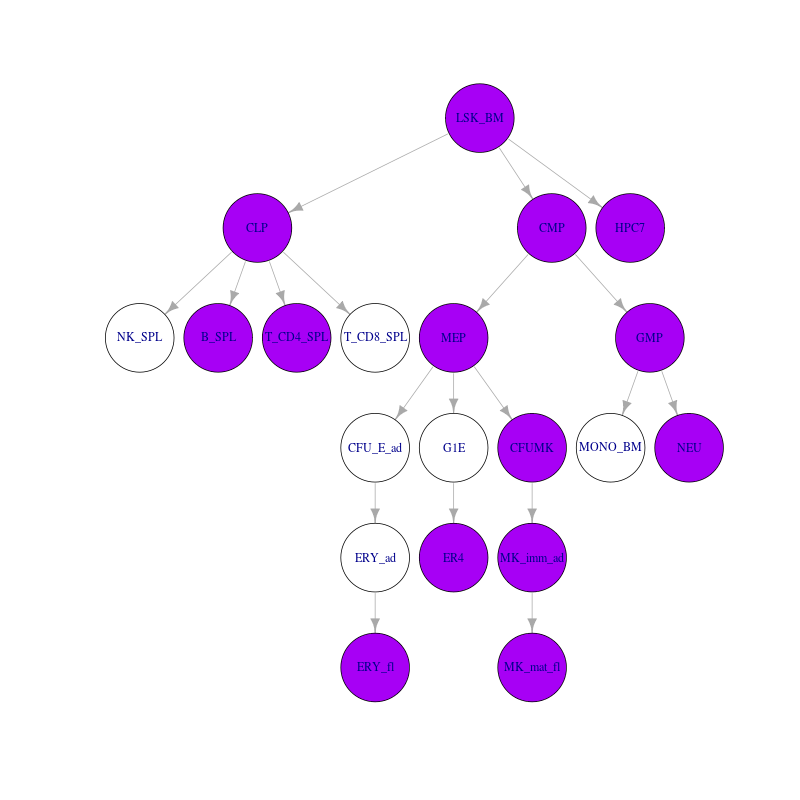 LSK_BM
CLP
CMP
HPC7
NK_SPL
B_SPL
T_CD4_SPL
T_CD8_SPL
MEP
GMP
CFU_E_ad
G1E
CFUMK
MONO_BM
NEU
ERY_ad
ER4
MK_imm_ad
ERY_fl
MK_mat_fl